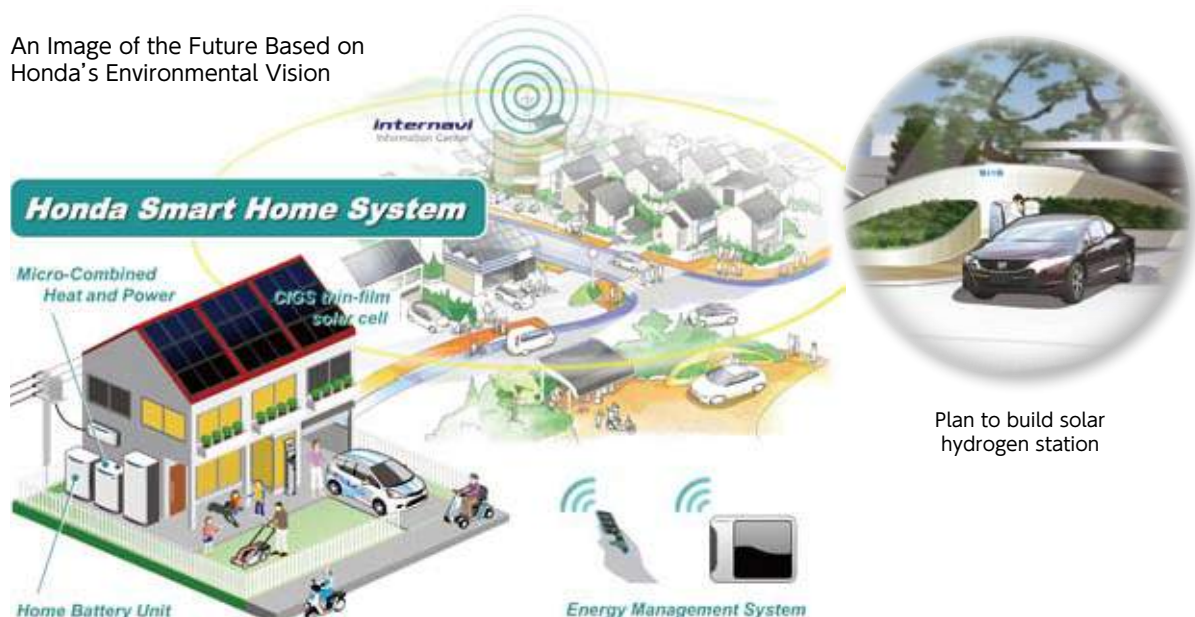 An Image of the Future Based on
Honda's Environmental Vision
internavi
Information Center
Honda Smart Home System
Micro-Combined
Heat and Power
CIGS thin-film
solar cell
Home Battery Unit
Energy Management System
Plan to build solar
hydrogen station